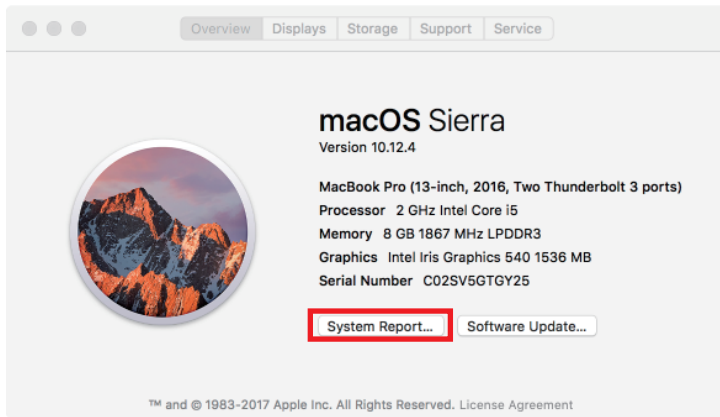 Overview Displays Storage Support Service
macOS Sierra
Version 10.12.4
MacBook Pro (13-inch, 2016, Two Thunderbolt 3 ports)
Processor 2 GHz Intel Core i5
Memory 8 GB 1867 MHz LPDDR3
Graphics Intel Iris Graphics 540 1536 MB
Serial Number C02SV5GTGY25
System Report... Software Update...
™ and © 1983-2017 Apple Inc. All Rights Reserved. License Agreement